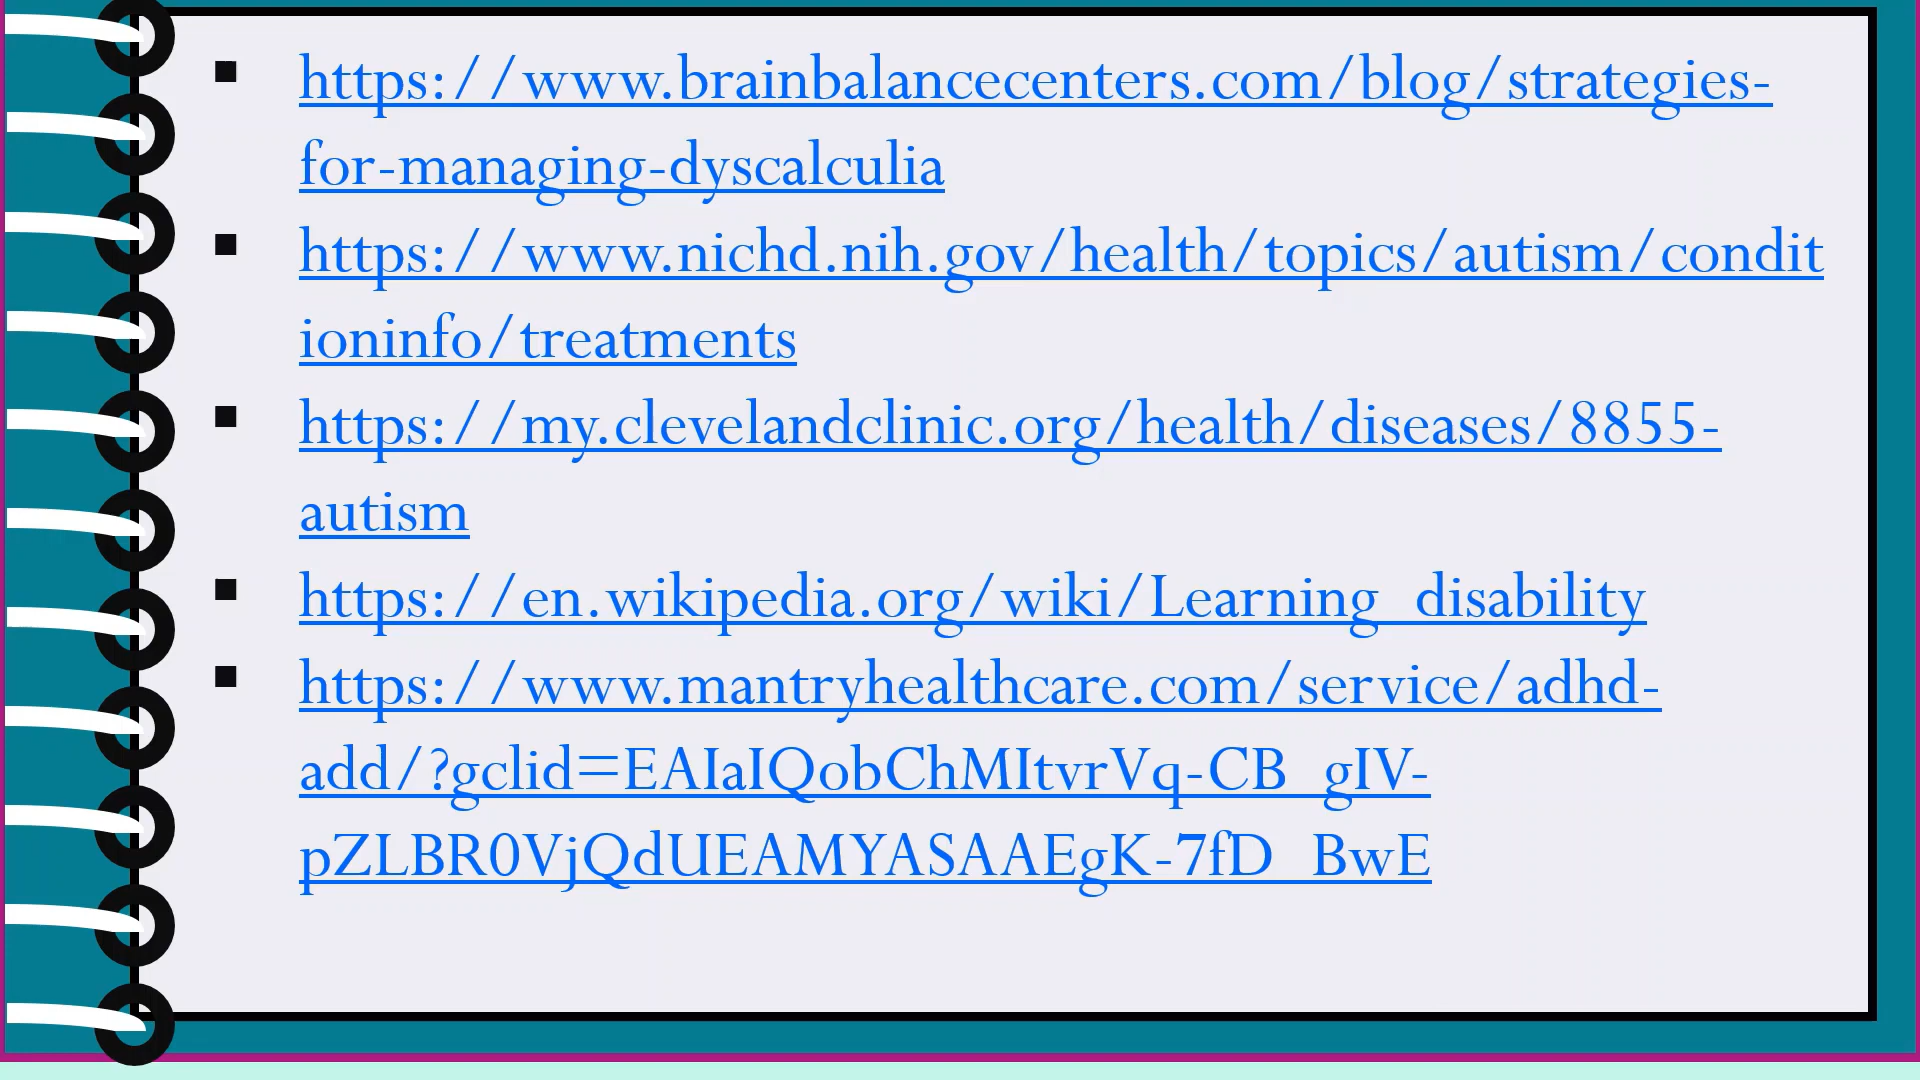 ▪ https://www.brainbalancecenters.com/blog/strategies-
for-managing-dyscalculia
▪ https://www.nichd.nih.gov/health/topics/autism/condit
ioninfo/treatments
▪ https://my.clevelandclinic.org/health/diseases/8855-
autism
▪ https://en.wikipedia.org/wiki/Learning_disability
▪ https://www.mantryhealthcare.com/service/adhd-
add/?gclid=EAIaIQobChMItvrVq-CB_gIV-
pZLBR0VjQdUEAMYASAAEgK-7fD_BwE